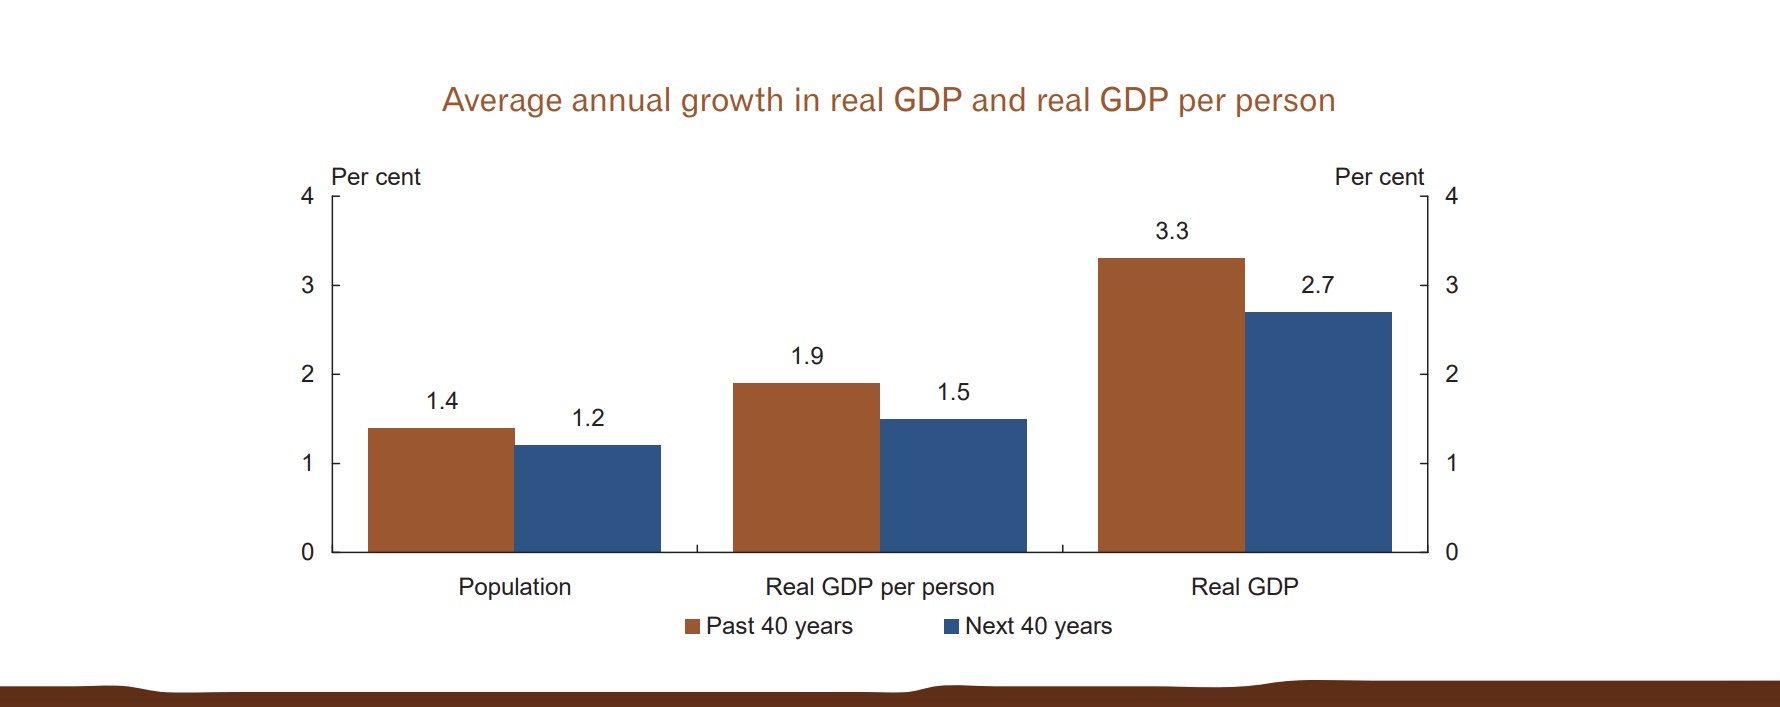 Average annual growth in real GDP and real GDP per person
Per cent Per cent
4 4
3.3
3 2.7 3
1.9
2 2
1.4 1.5
1.2
1 1
0 0
Population Real GDP per person Real GDP
Past 40 years Next 40 years